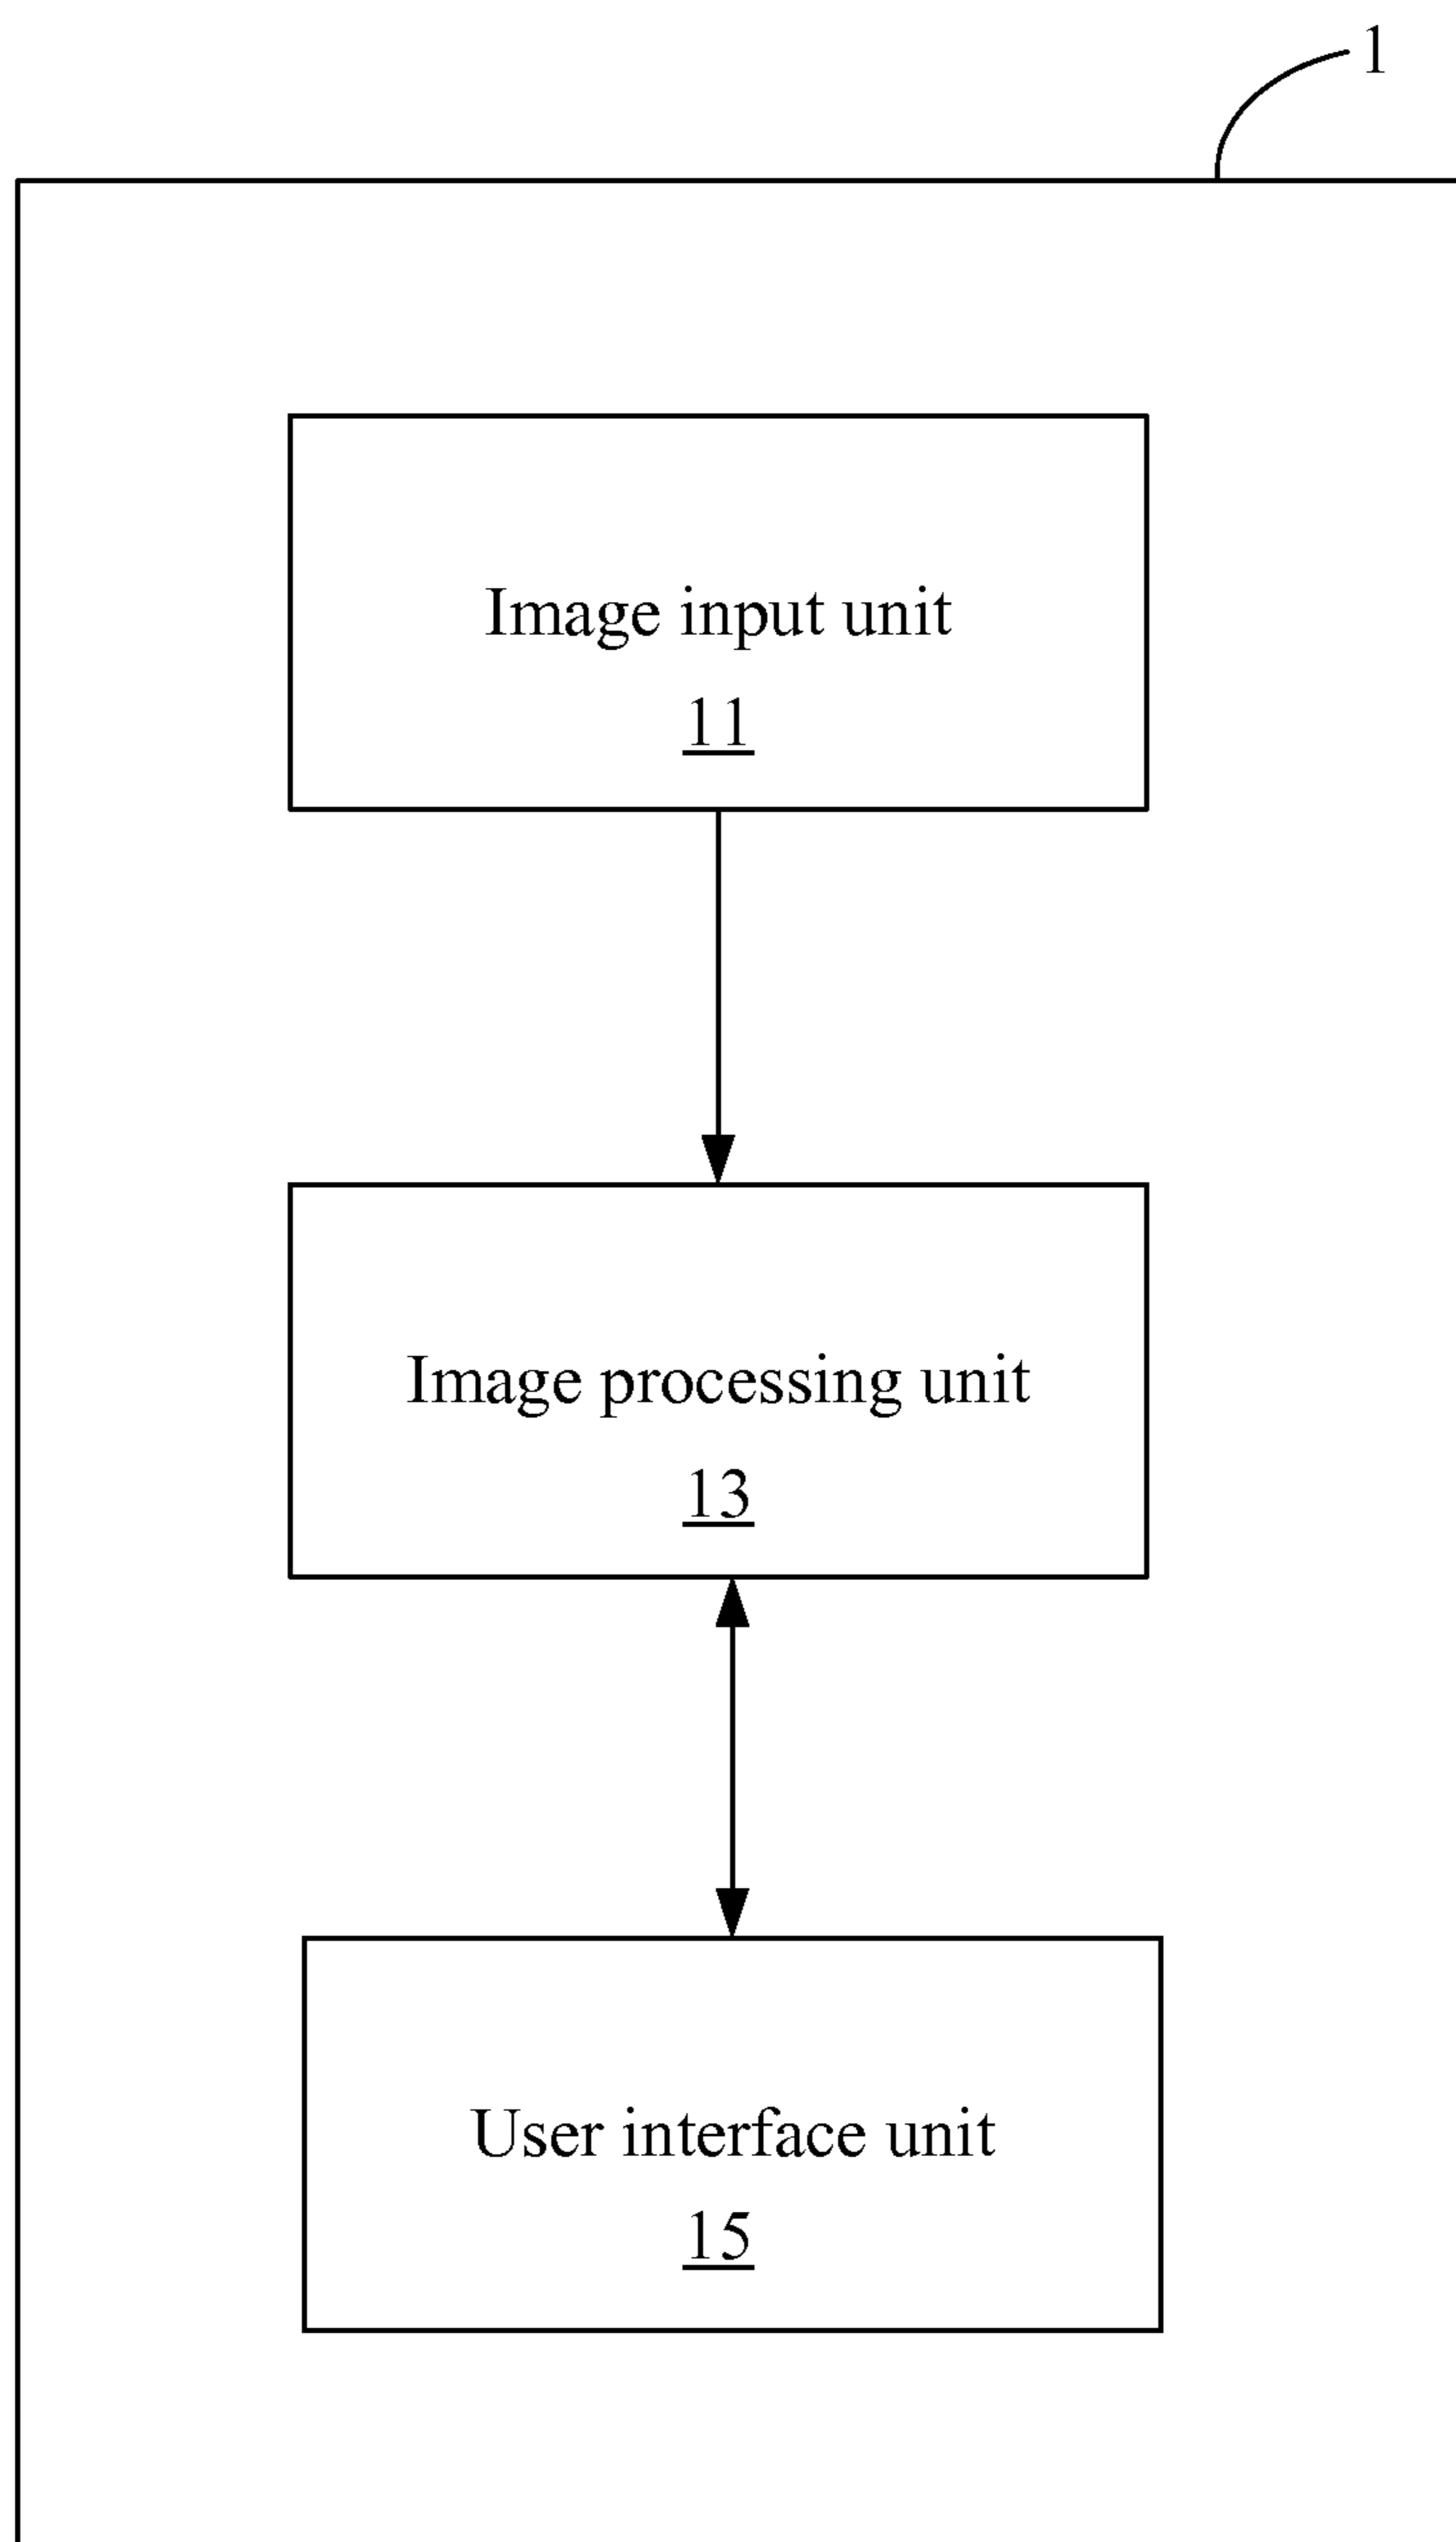 1
Image input unit
11
Image processing unit
13
User interface unit
15